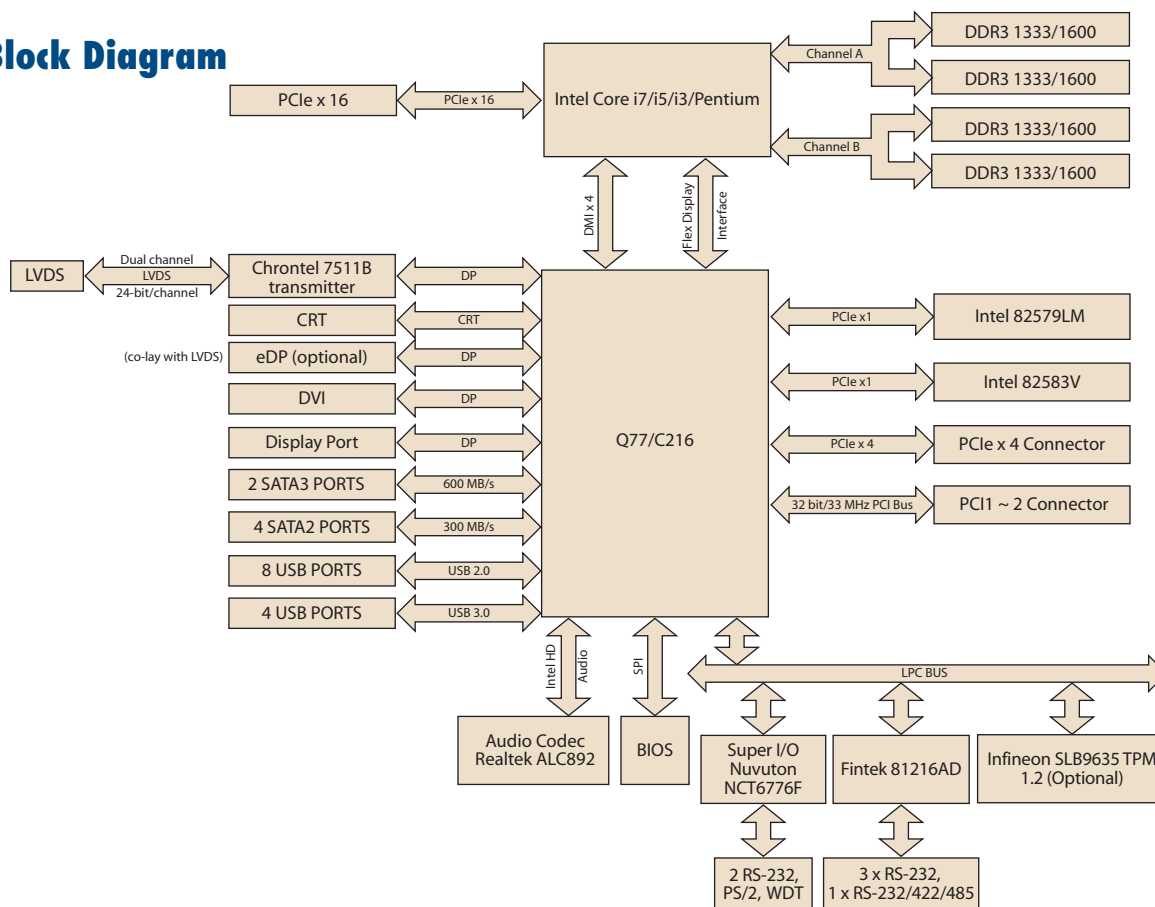 Block Diagram
DDR3 1333/1600
Channel A
DDR3 1333/1600
PCIe x 16
PCIe x 16
Intel Core i7/i5/i3/Pentium
DDR3 1333/1600
Channel B
DDR3 1333/1600
DMI x 4
Flex Display
Interface
LVDS
Dual channel
LVDS
24-bit/channel
Chrontel 7511B
transmitter
DP
CRT
CRT
(co-lay with LVDS)
eDP (optional)
DP
DVI
DP
Display Port
DP
2 SATA3 PORTS
600 MB/s
4 SATA2 PORTS
300 MB/s
8 USB PORTS
USB 2.0
4 USB PORTS
USB 3.0
Q77/C216
PCIe x1
Intel 82579LM
PCIe x1
Intel 82583V
PCIe x 4
PCIe x 4 Connector
32 bit/33 MHz PCI Bus
PCI1 ~ 2 Connector
Intel HD
Audio
SPI
LPC BUS
Audio Codec
Realtek ALC892
BIOS
Super I/O
Nuvuton
NCT6776F
Fintek 81216AD
Infineon SLB9635 TPM
1.2 (Optional)
2 RS-232,
PS/2, WDT
3 x RS-232,
1 x RS-232/422/485